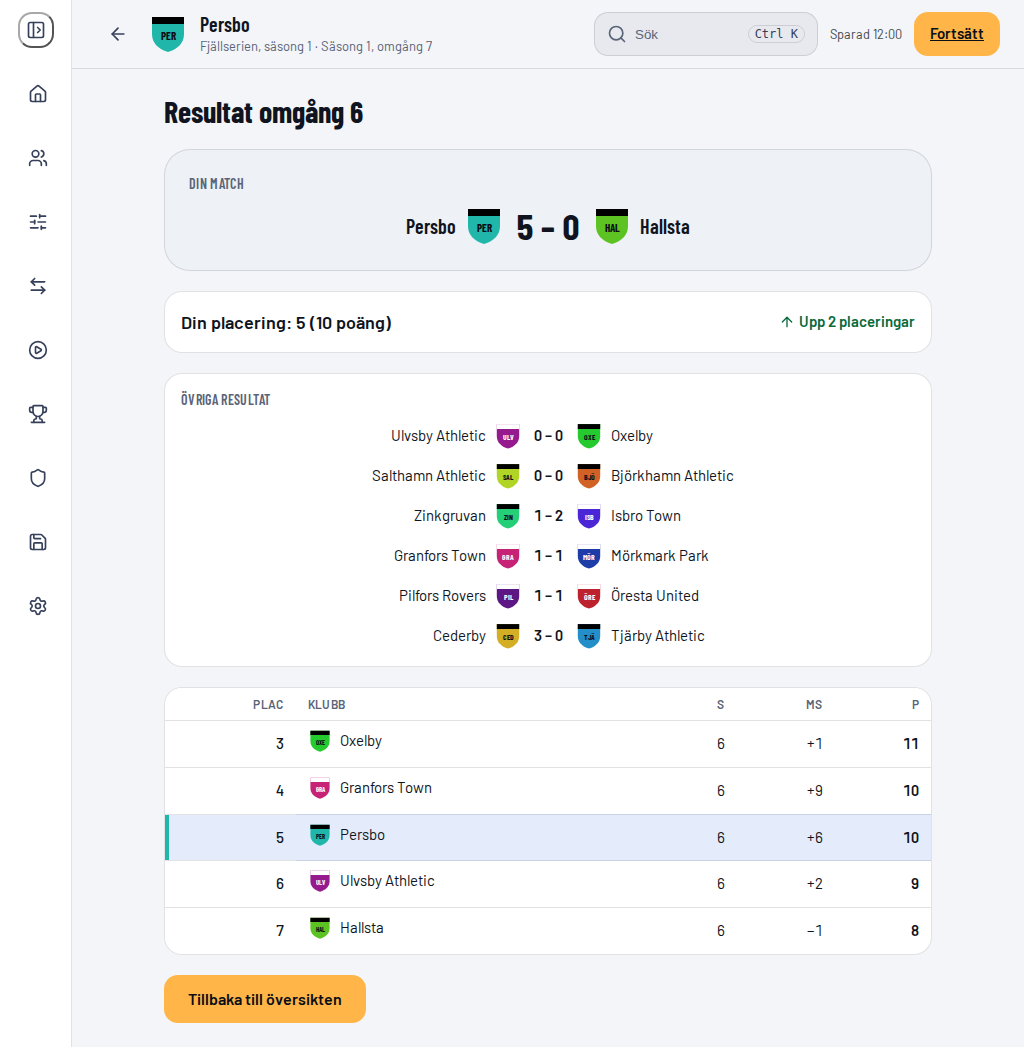 PER
Persbo
Fjällserien, säsong 1 · Säsong 1, omgång 7
Sök
Ctrl K
Sparad 12:00
Fortsätt
Resultat omgång 6
DIN MATCH
Persbo PER 5 – 0 HAL Hallsta
Din placering: 5 (10 poäng)
Upp 2 placeringar
ÖVRIGA RESULTAT
Ulvsby Athletic ULV 0 – 0 OXE Oxelby
Salthamn Athletic SAL 0 – 0 BJÖ Björkhamn Athletic
Zinkgruvan ZIN 1 – 2 ISB Isbro Town
Granfors Town GRA 1 – 1 MÖR Mörkmark Park
Pilfors Rovers PIL 1 – 1 ÖRE Öresta United
Cederby CED 3 – 0 TJÄ Tjärby Athletic
PLAC KLUBB S MS P
3 OXE Oxelby 6 +1 11
4 GRA Granfors Town 6 +9 10
5 PER Persbo 6 +6 10
6 ULV Ulvsby Athletic 6 +2 9
7 HAL Hallsta 6 −1 8
Tillbaka till översikten